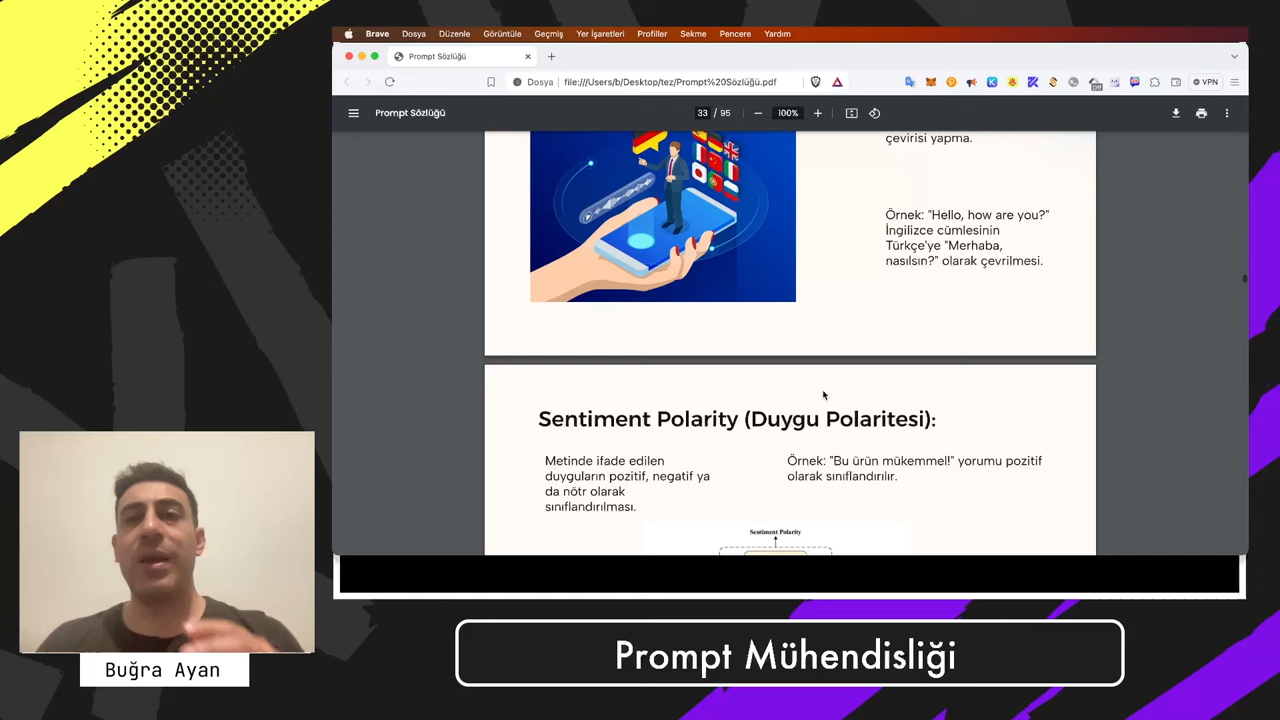 Brave Dosya Düzenle Görüntüle Geçmiş Yer İşaretleri Profiller Sekme Pencere Yardım
Prompt Sözlüğü
Dosya file:///Users/b/Desktop/tez/Prompt%20Sözlüğü.pdf
VPN
Prompt Sözlüğü
33 / 95
100%
çevirisi yapma.
Örnek: "Hello, how are you?"
İngilizce cümlesinin
Türkçe'ye "Merhaba,
nasılsın?" olarak çevrilmesi.
Sentiment Polarity (Duygu Polaritesi):
Metinde ifade edilen
duyguların pozitif, negatif ya
da nötr olarak
sınıflandırılması.
Örnek: "Bu ürün mükemmel!" yorumu pozitif
olarak sınıflandırılır.
Sentiment Polarity
Buğra Ayan
Prompt Mühendisliği